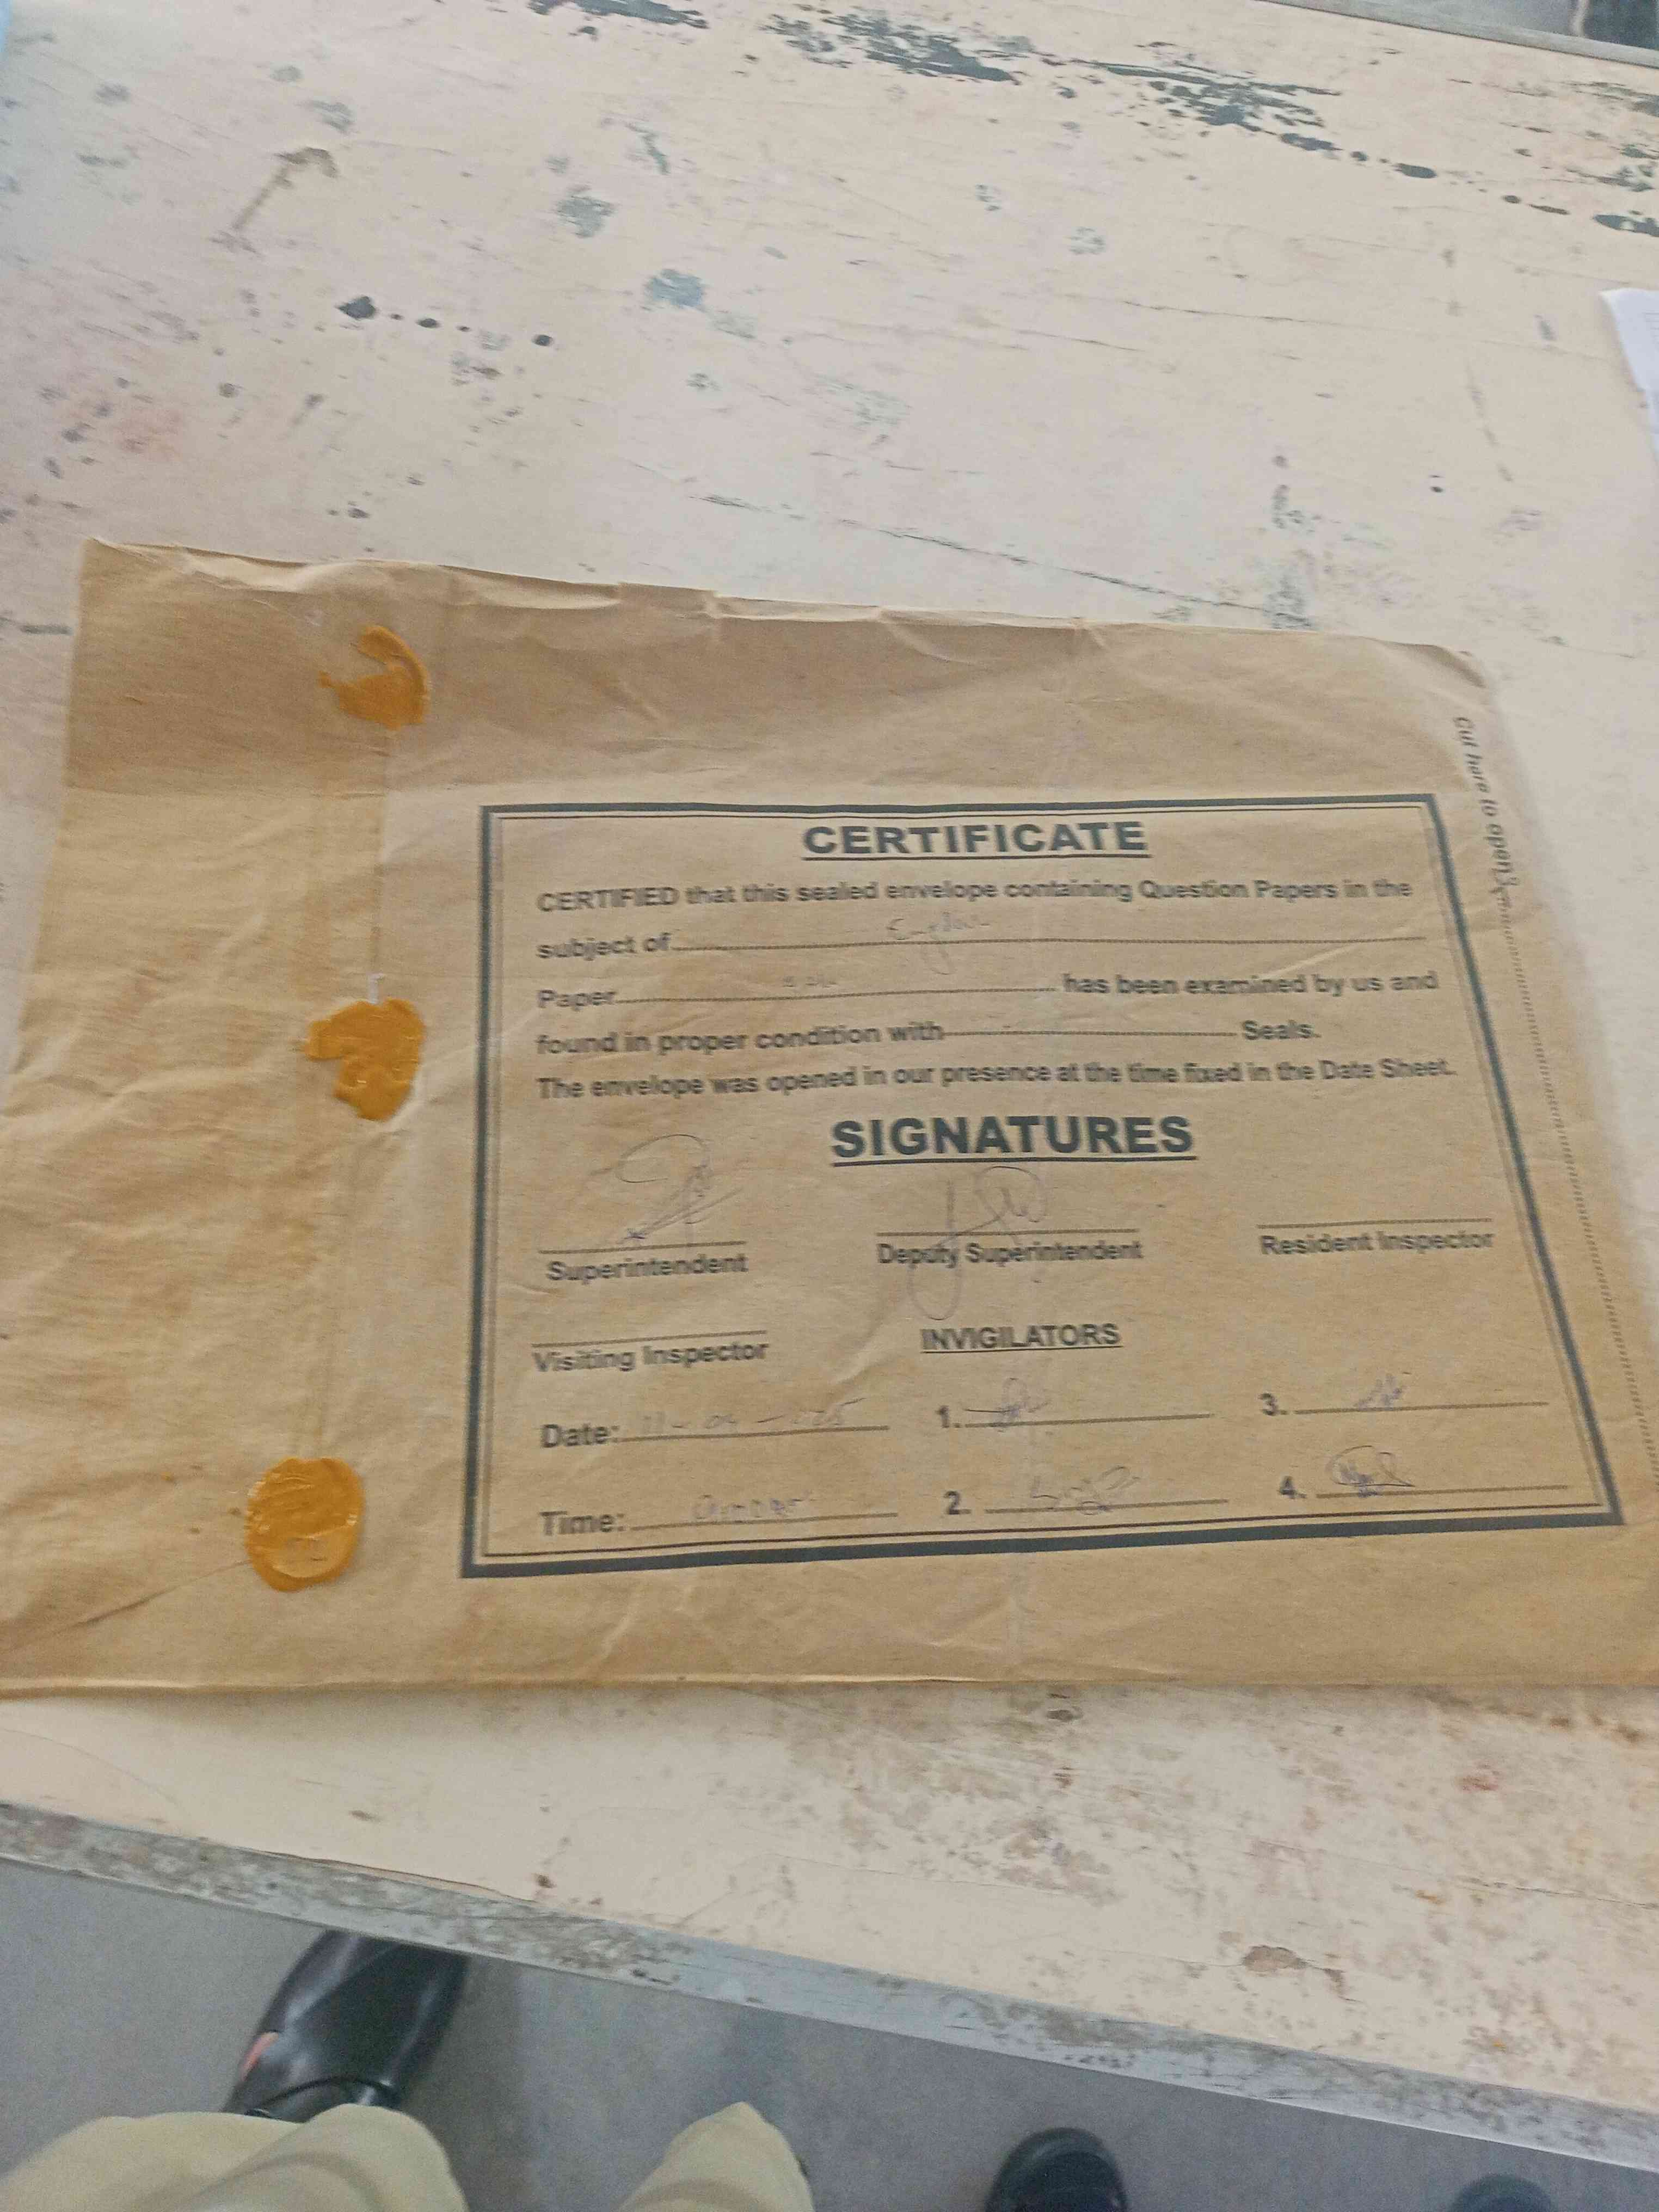 CERTIFICATE
CERTIFIED that this sealed envelope containing Question Papers in the
subject of
Paper has been examined by us and
found in proper condition with Seals.
The envelope was opened in our presence at the time fixed in the Date Sheet.
SIGNATURES
Superintendent Deputy Superintendent Resident Inspector
Visiting Inspector INVIGILATORS
Date: 1. 3.
Time: 2. 4.
Cut here to open